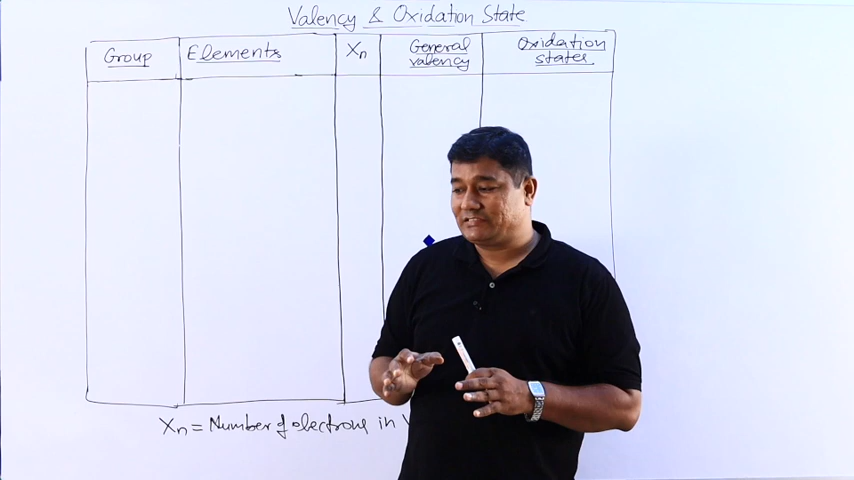 Valency & Oxidation State
Group
Elements
Xn
General
valency
Oxidation
states
Xn = Number of electrons in